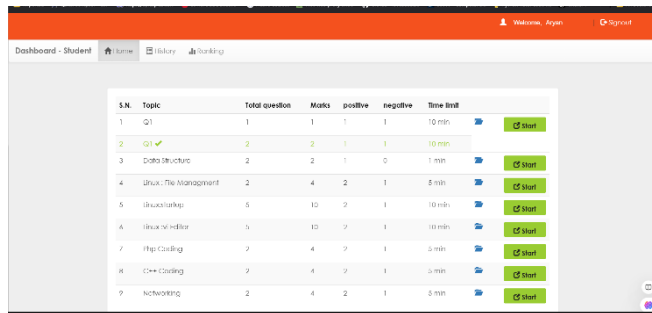 Welcome, Aryan Signout
Dashboard - Student Home History Ranking
S.N. Topic Total question Marks positive negative Time limit
1 Q1 1 1 1 1 10 min Start
2 Q1 2 2 1 1 10 min
3 Data Structure 2 2 1 0 1 min Start
4 Linux : File Managment 2 4 2 1 5 min Start
5 Linux:startup 5 10 2 1 10 min Start
6 Linux :vi Editor 5 10 2 1 10 min Start
7 Php Coding 2 4 2 1 5 min Start
8 C++ Coding 2 4 2 1 5 min Start
9 Networking 2 4 2 1 5 min Start